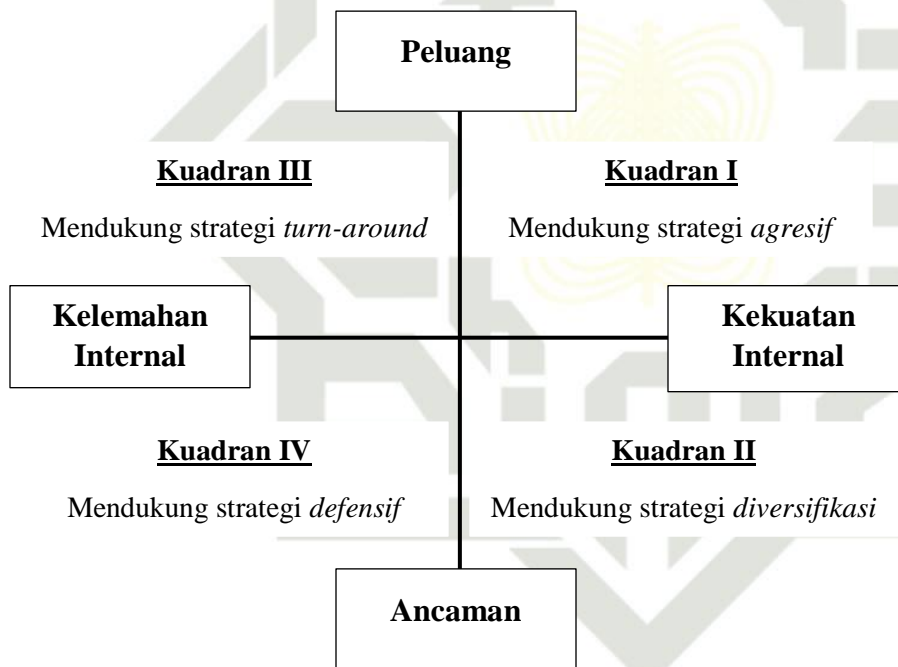 Peluang
Kuadran III
Mendukung strategi turn-around
Kuadran I
Mendukung strategi agresif
Kelemahan
Internal
Kekuatan
Internal
Kuadran IV
Mendukung strategi defensif
Kuadran II
Mendukung strategi diversifikasi
Ancaman